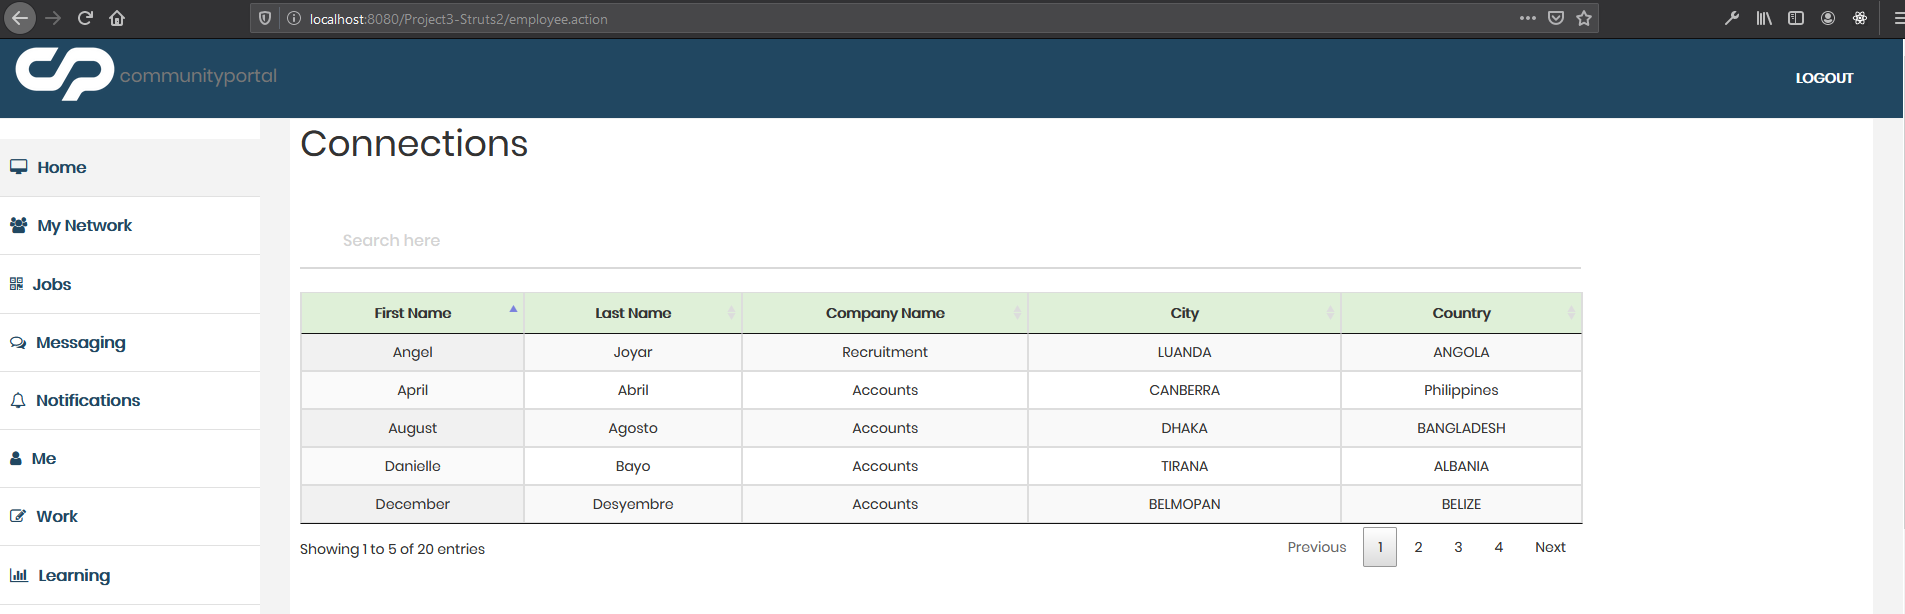 localhost:8080/Project3-Struts2/employee.action
cp communityportal
LOGOUT
Home
My Network
Jobs
Messaging
Notifications
Me
Work
Learning
Connections
Search here
First Name Last Name Company Name City Country
Angel Joyar Recruitment LUANDA ANGOLA
April Abril Accounts CANBERRA Philippines
August Agosto Accounts DHAKA BANGLADESH
Danielle Bayo Accounts TIRANA ALBANIA
December Desyembre Accounts BELMOPAN BELIZE
Showing 1 to 5 of 20 entries
Previous 1 2 3 4 Next